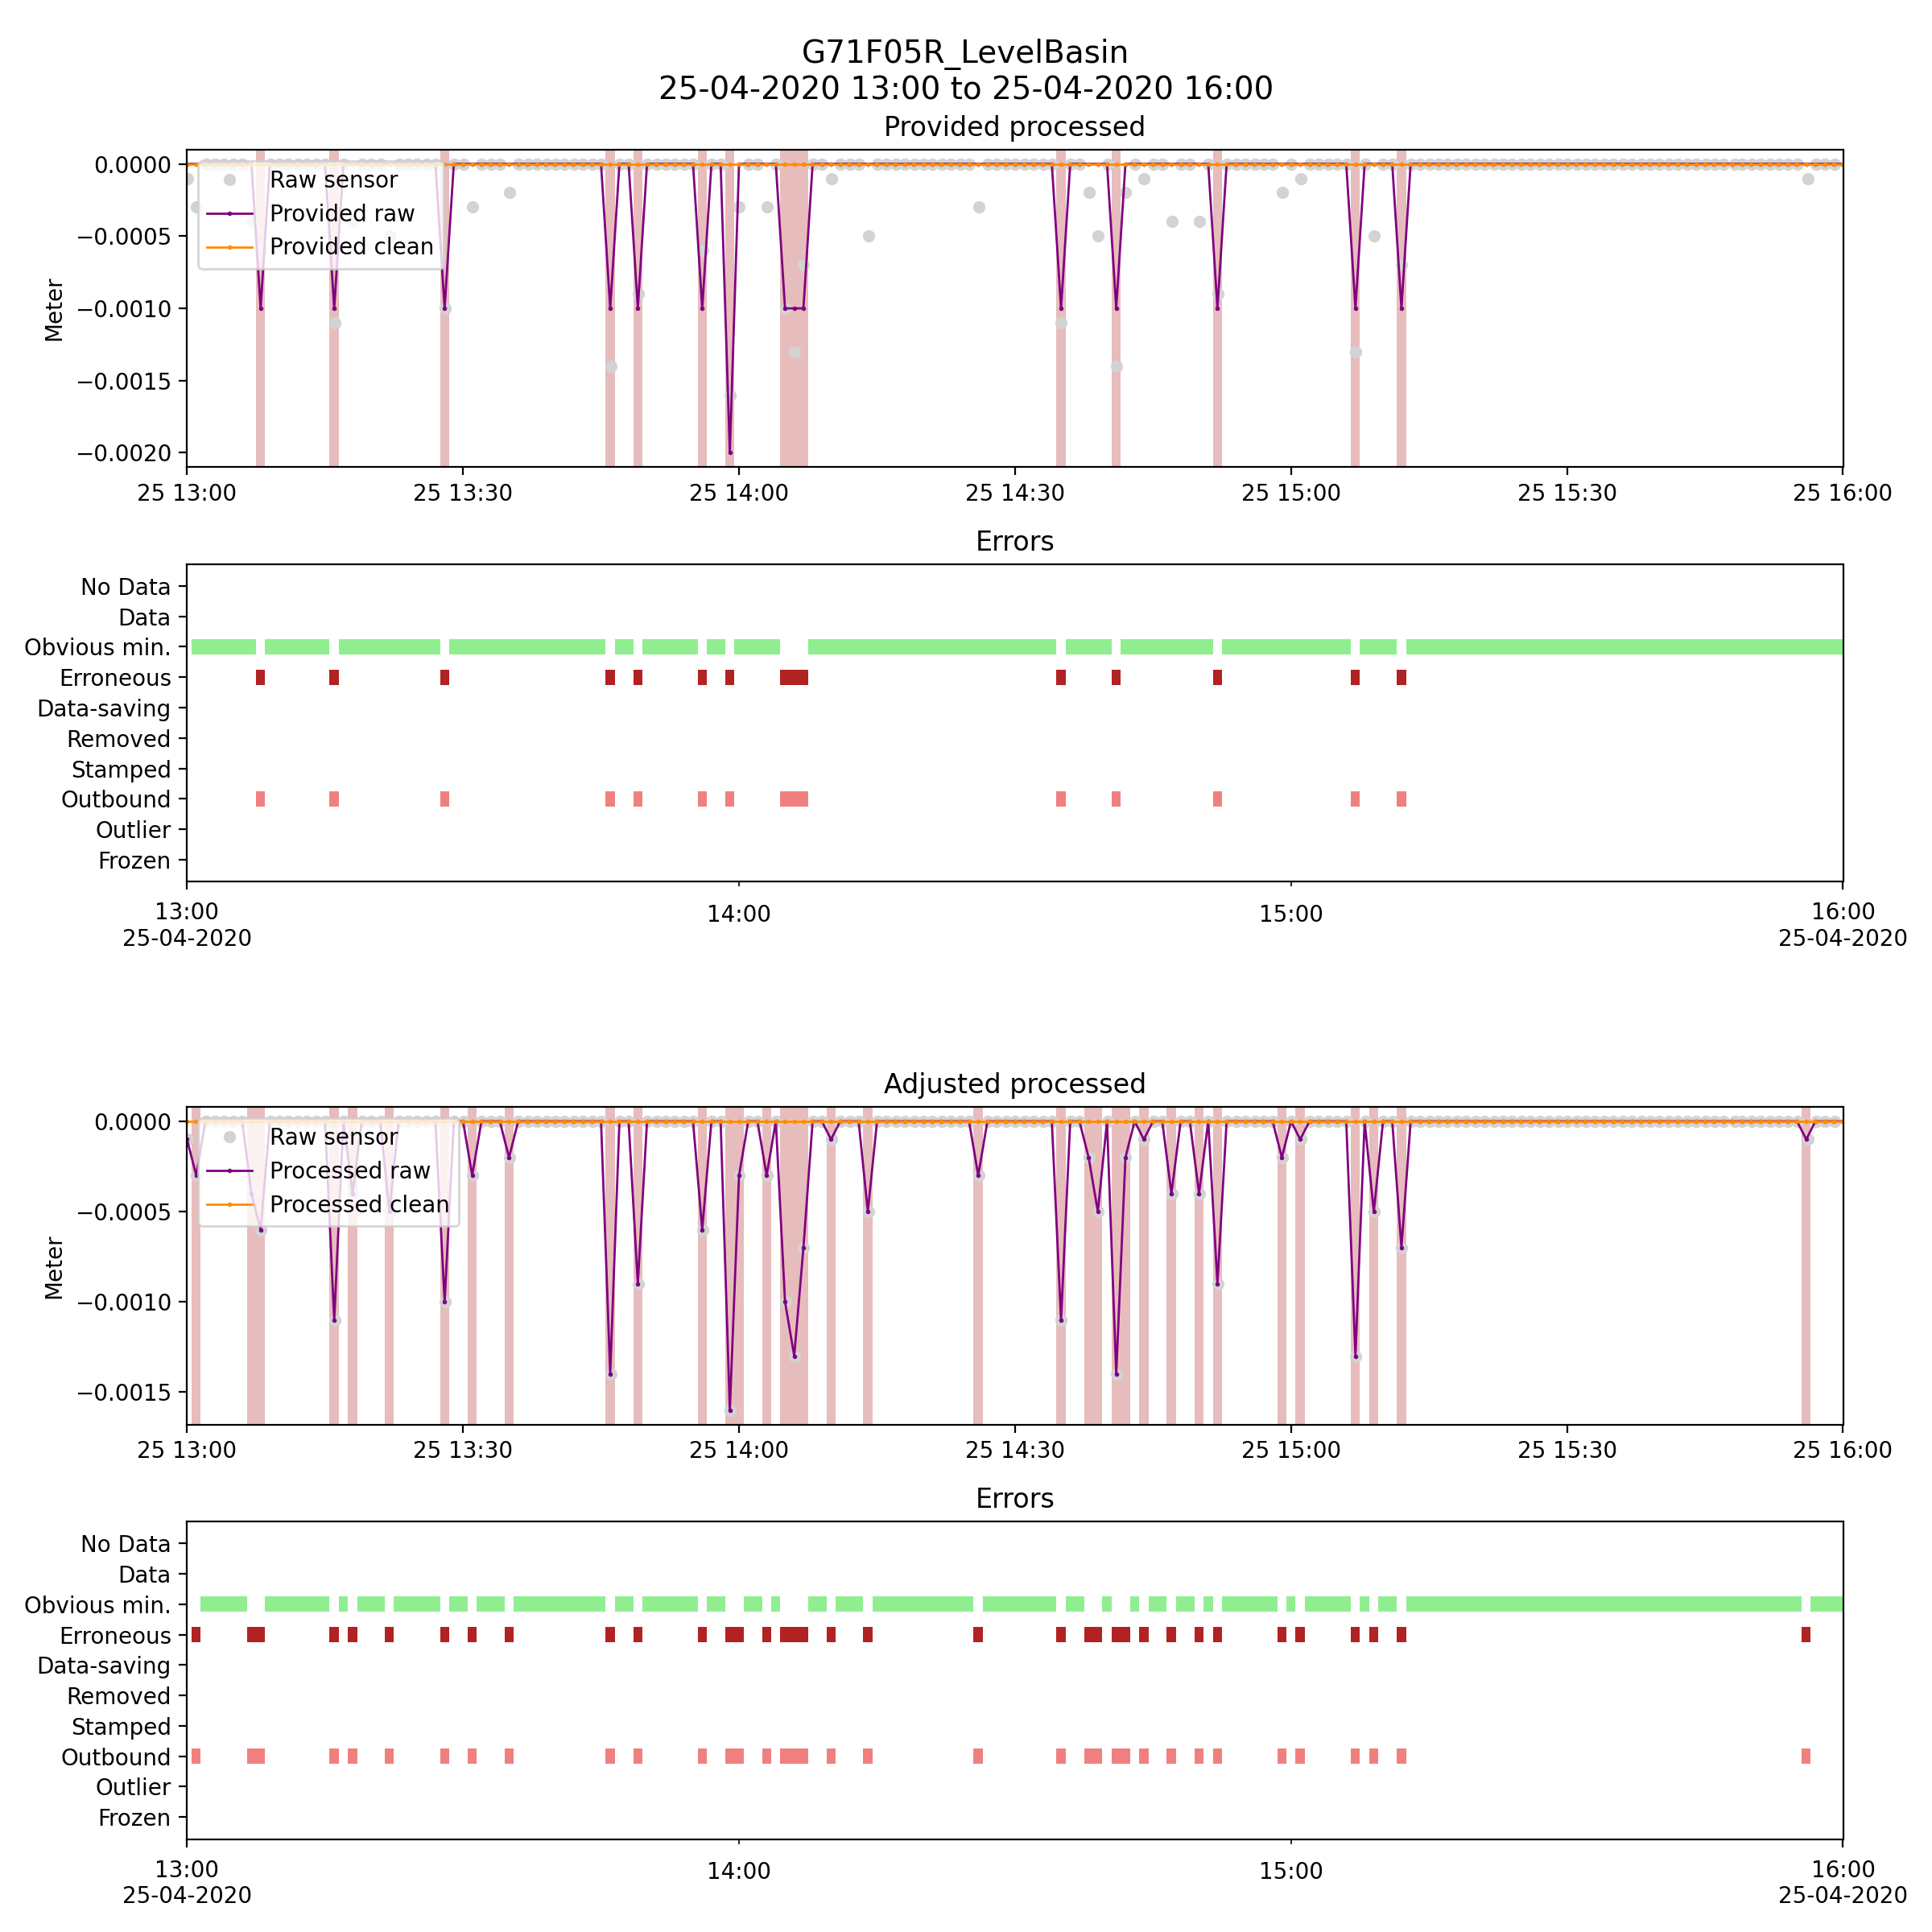 G71F05R_LevelBasin
25-04-2020 13:00 to 25-04-2020 16:00
Provided processed
Meter
0.0000
−0.0005
−0.0010
−0.0015
−0.0020
Raw sensor
Provided raw
Provided clean
25 13:00 25 13:30 25 14:00 25 14:30 25 15:00 25 15:30 25 16:00
Errors
No Data
Data
Obvious min.
Erroneous
Data-saving
Removed
Stamped
Outbound
Outlier
Frozen
13:00 14:00 15:00 16:00
25-04-2020 25-04-2020
Adjusted processed
Meter
0.0000
−0.0005
−0.0010
−0.0015
Raw sensor
Processed raw
Processed clean
25 13:00 25 13:30 25 14:00 25 14:30 25 15:00 25 15:30 25 16:00
Errors
No Data
Data
Obvious min.
Erroneous
Data-saving
Removed
Stamped
Outbound
Outlier
Frozen
13:00 14:00 15:00 16:00
25-04-2020 25-04-2020